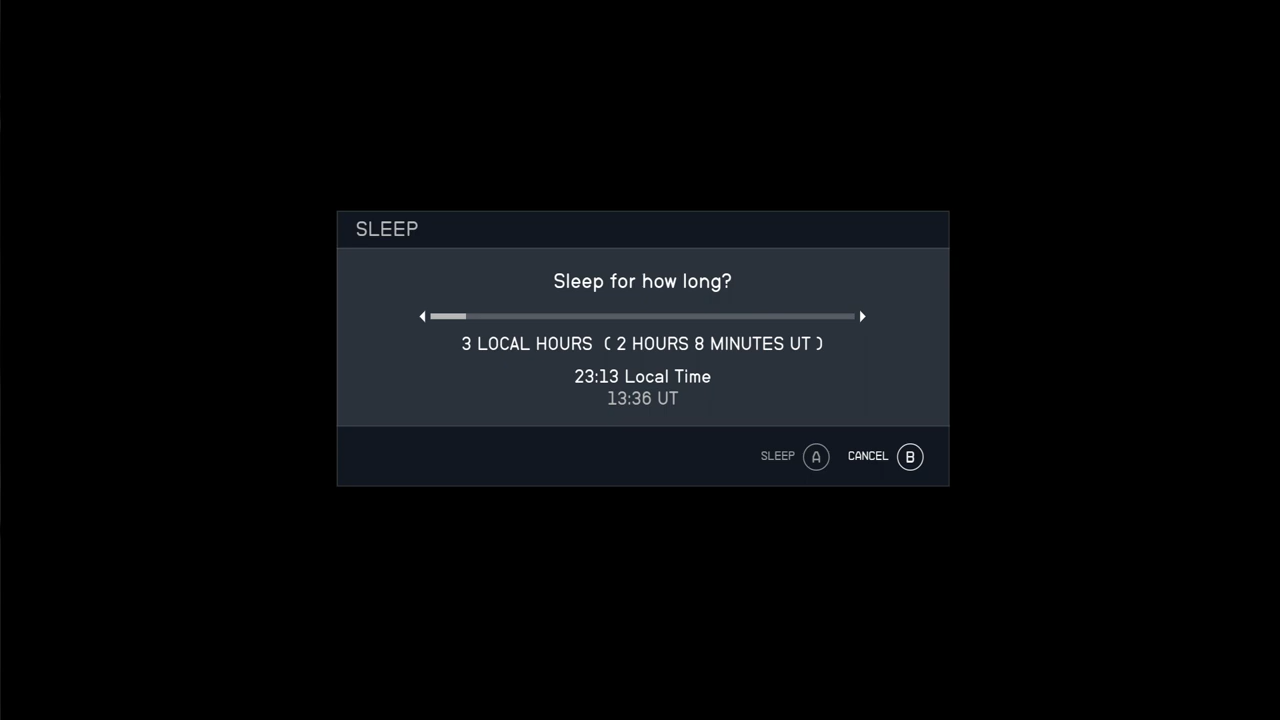 SLEEP
Sleep for how long?
3 LOCAL HOURS ( 2 HOURS 8 MINUTES UT )
23:13 Local Time
13:36 UT
SLEEP A CANCEL B